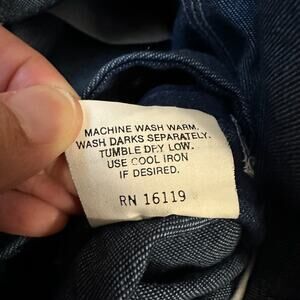 MACHINE WASH WARM.
WASH DARKS SEPARATELY.
TUMBLE DRY LOW.
USE COOL IRON
IF DESIRED.
RN 16119